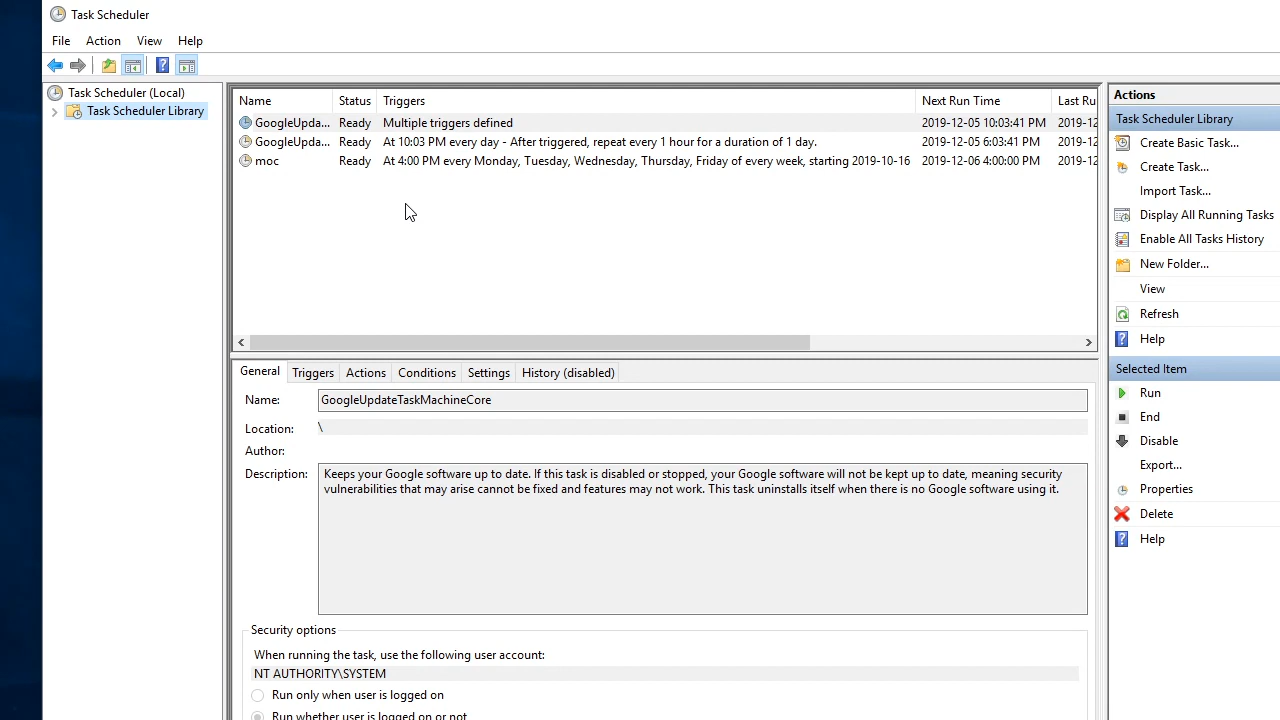 Task Scheduler
File Action View Help
Task Scheduler (Local)
Task Scheduler Library
Name Status Triggers Next Run Time Last Ru
GoogleUpda... Ready Multiple triggers defined 2019-12-05 10:03:41 PM 2019-12
GoogleUpda... Ready At 10:03 PM every day - After triggered, repeat every 1 hour for a duration of 1 day. 2019-12-05 6:03:41 PM 2019-12
moc Ready At 4:00 PM every Monday, Tuesday, Wednesday, Thursday, Friday of every week, starting 2019-10-16 2019-12-06 4:00:00 PM 2019-12
General Triggers Actions Conditions Settings History (disabled)
Name: GoogleUpdateTaskMachineCore
Location: \
Author:
Description: Keeps your Google software up to date. If this task is disabled or stopped, your Google software will not be kept up to date, meaning security
vulnerabilities that may arise cannot be fixed and features may not work. This task uninstalls itself when there is no Google software using it.
Security options
When running the task, use the following user account:
NT AUTHORITY\SYSTEM
Run only when user is logged on
Run whether user is logged on or not
Actions
Task Scheduler Library
Create Basic Task...
Create Task...
Import Task...
Display All Running Tasks
Enable All Tasks History
New Folder...
View
Refresh
Help
Selected Item
Run
End
Disable
Export...
Properties
Delete
Help